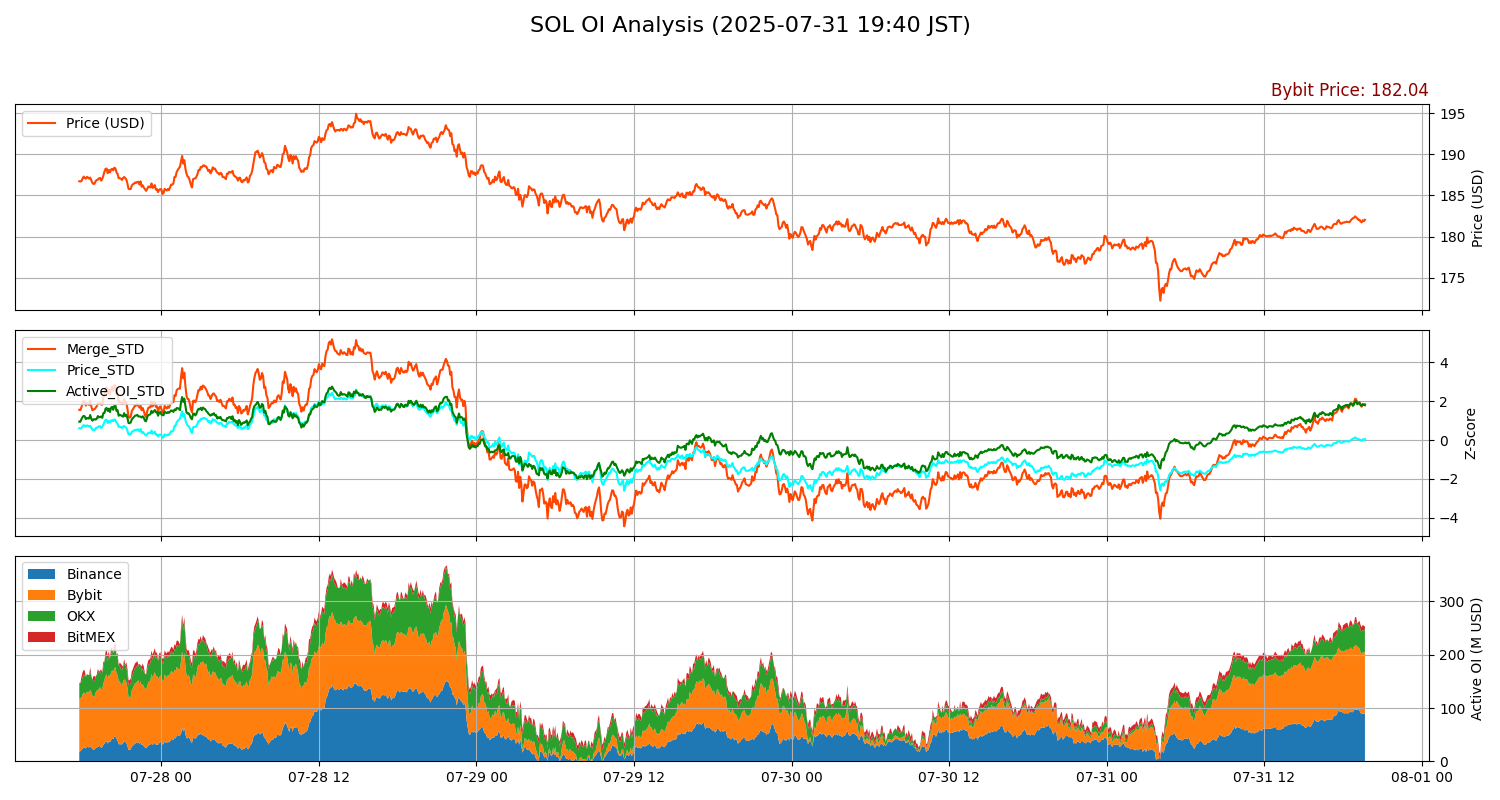 SOL OI Analysis (2025-07-31 19:40 JST)
Bybit Price: 182.04
Price (USD)
195
190
185
180
175
Price (USD)
Merge_STD
Price_STD
Active_OI_STD
4
2
0
−2
−4
Z-Score
Binance
Bybit
OKX
BitMEX
300
200
100
0
Active OI (M USD)
07-28 00
07-28 12
07-29 00
07-29 12
07-30 00
07-30 12
07-31 00
07-31 12
08-01 00